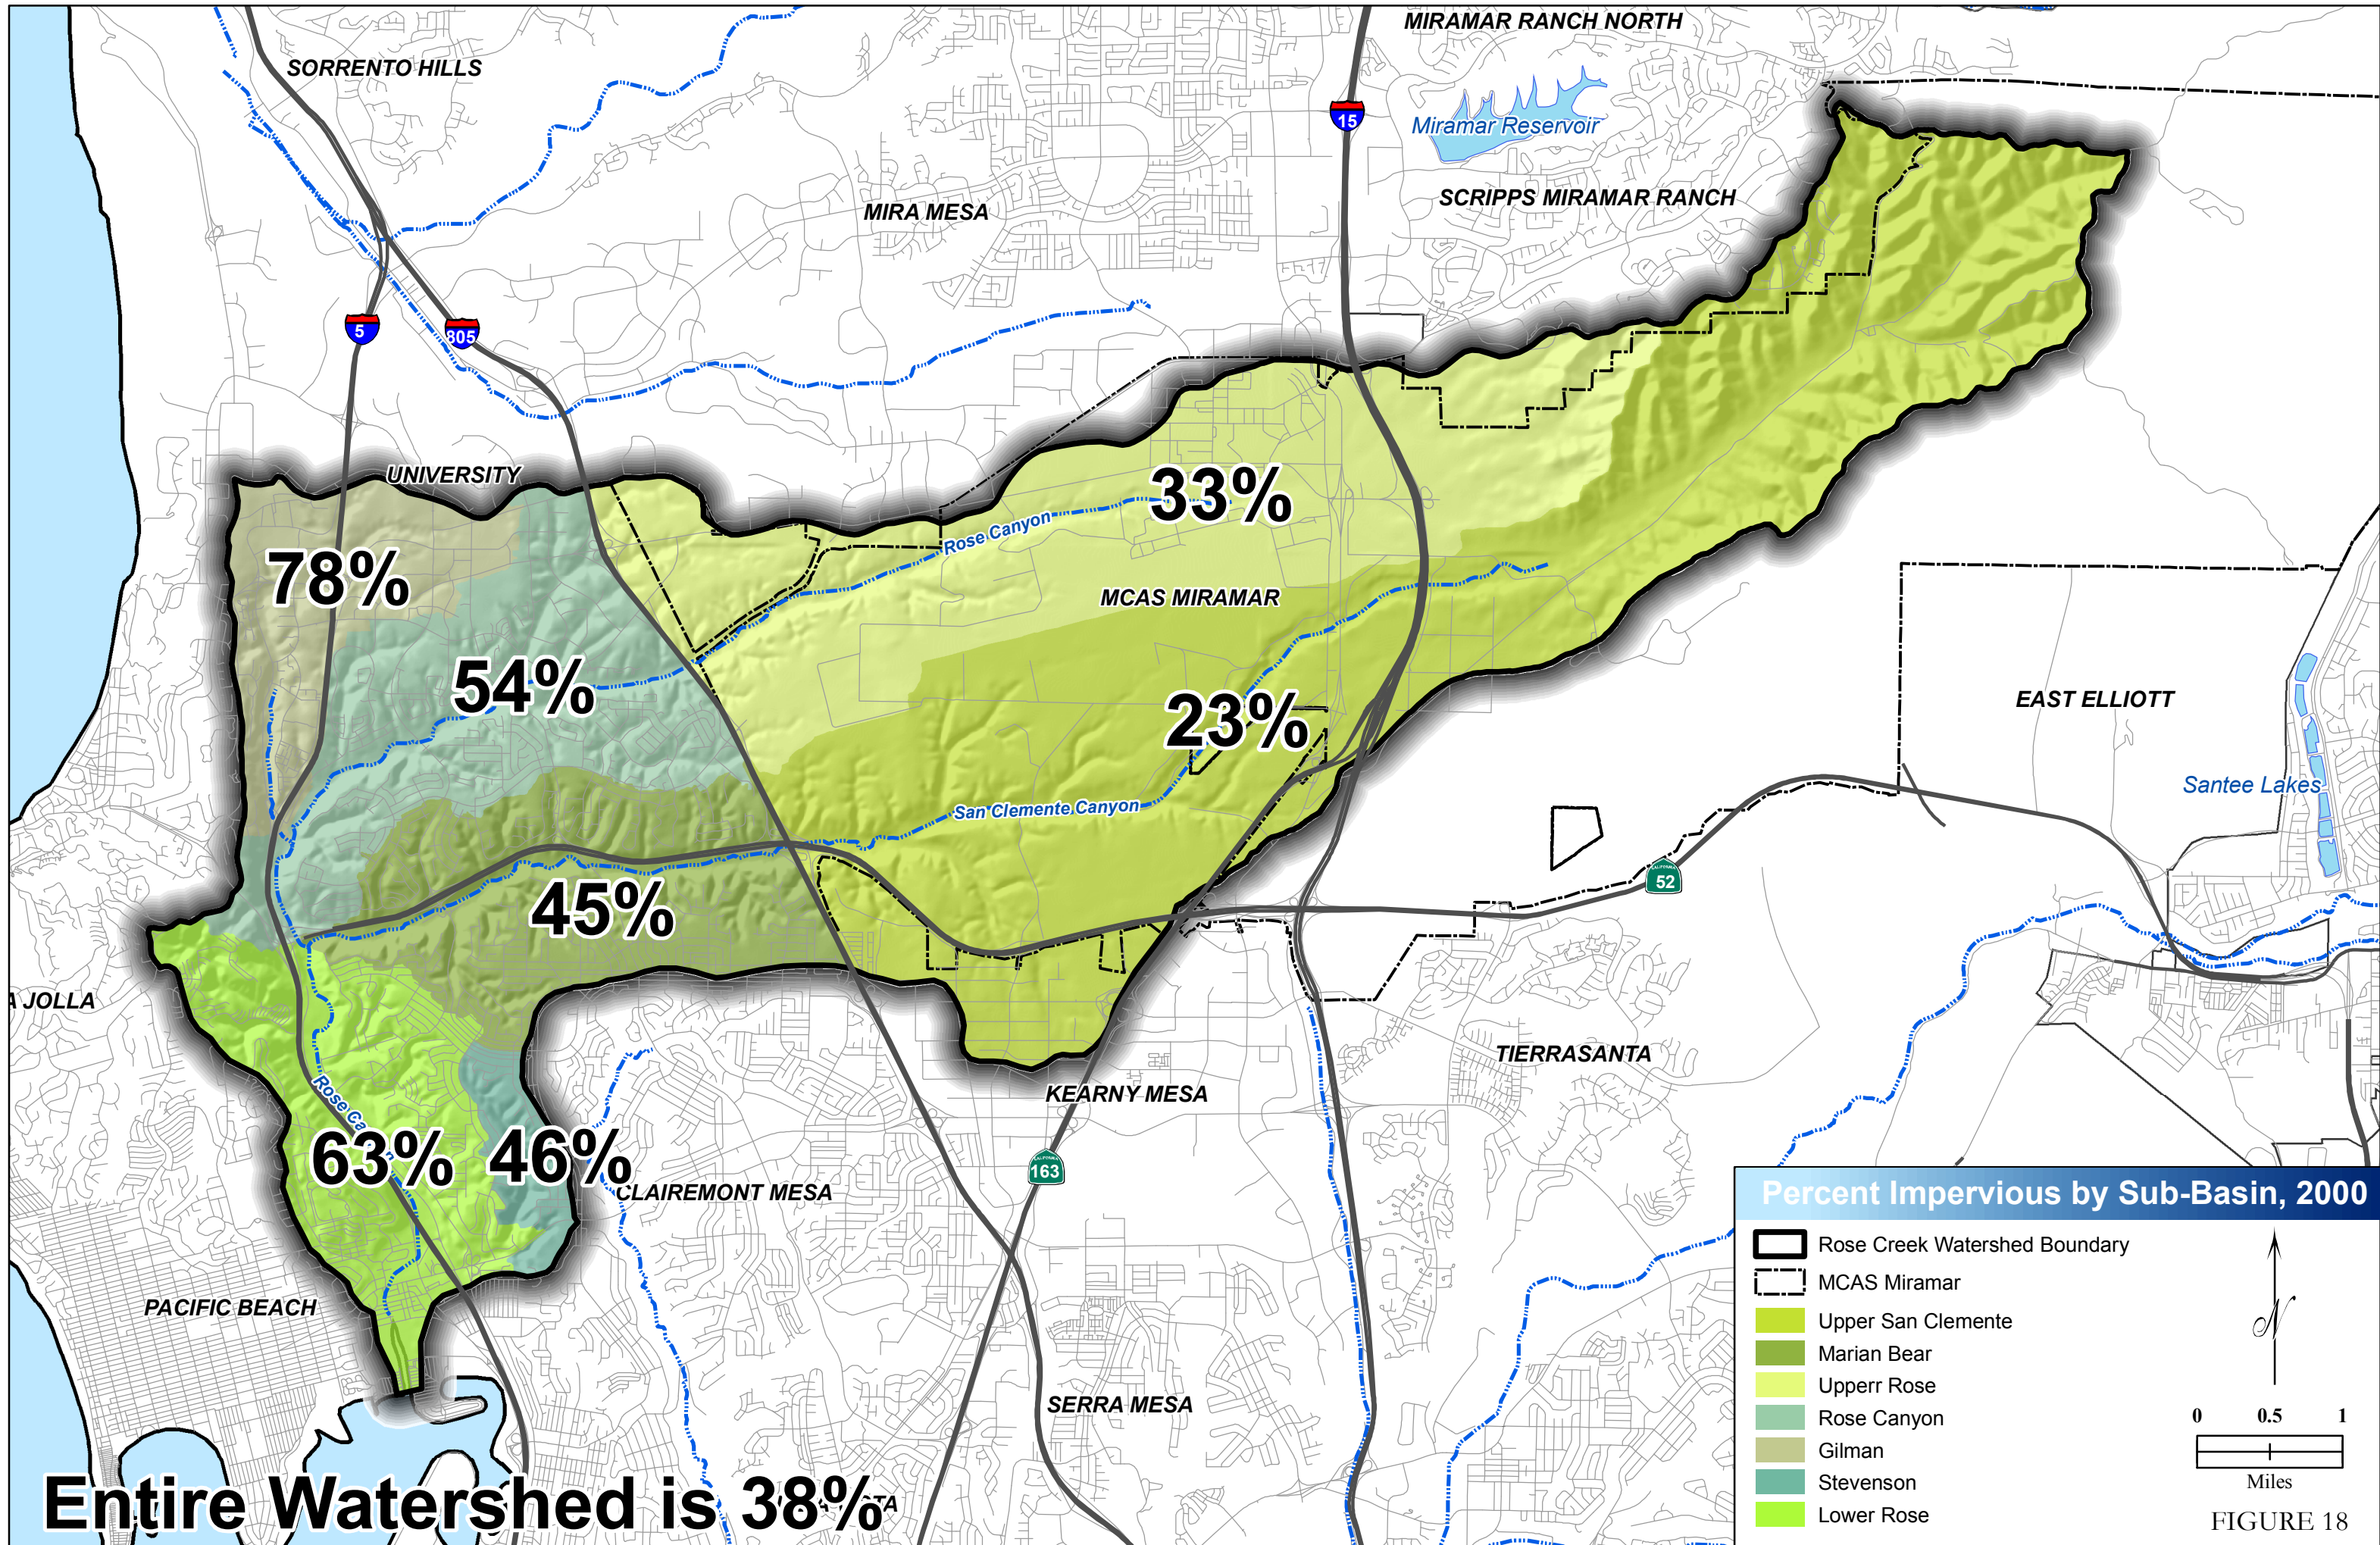 MIRAMAR RANCH NORTH
SORRENTO HILLS
15
Miramar Reservoir
SCRIPPS MIRAMAR RANCH
MIRA MESA
5
805
UNIVERSITY
33%
Rose Canyon
78%
MCAS MIRAMAR
54%
23%
EAST ELLIOTT
Santee Lakes
San Clemente Canyon
CALIFORNIA
52
45%
A JOLLA
TIERRASANTA
KEARNY MESA
Rose Ca
63%
46%
CALIFORNIA
163
CLAIREMONT MESA
PACIFIC BEACH
SERRA MESA
Entire Watershed is 38%
TA
Percent Impervious by Sub-Basin, 2000
Rose Creek Watershed Boundary
MCAS Miramar
Upper San Clemente
Marian Bear
Upperr Rose
Rose Canyon
Gilman
Stevenson
Lower Rose
N
0 0.5 1
Miles
FIGURE 18